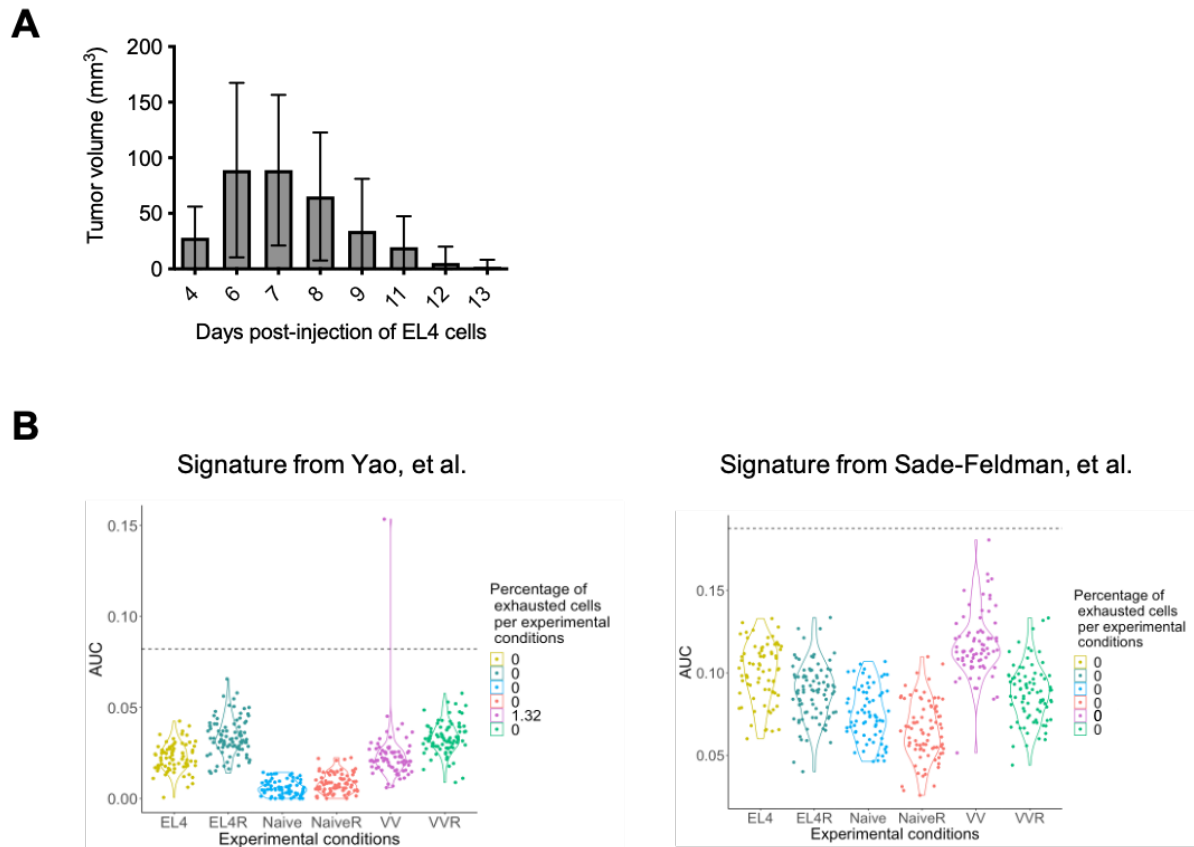 A
Tumor volume (mm3)
200
150
100
50
0
4 6 7 8 9 11 12 13
Days post-injection of EL4 cells
B
Signature from Yao, et al.
AUC
0.15
0.10
0.05
0.00
EL4 EL4R Naive NaiveR VV VVR
Experimental conditions
Percentage of
exhausted cells
per experimental
conditions
0
0
0
0
1.32
0
Signature from Sade-Feldman, et al.
AUC
0.15
0.10
0.05
EL4 EL4R Naive NaiveR VV VVR
Experimental conditions
Percentage of
exhausted cells
per experimental
conditions
0
0
0
0
0
0